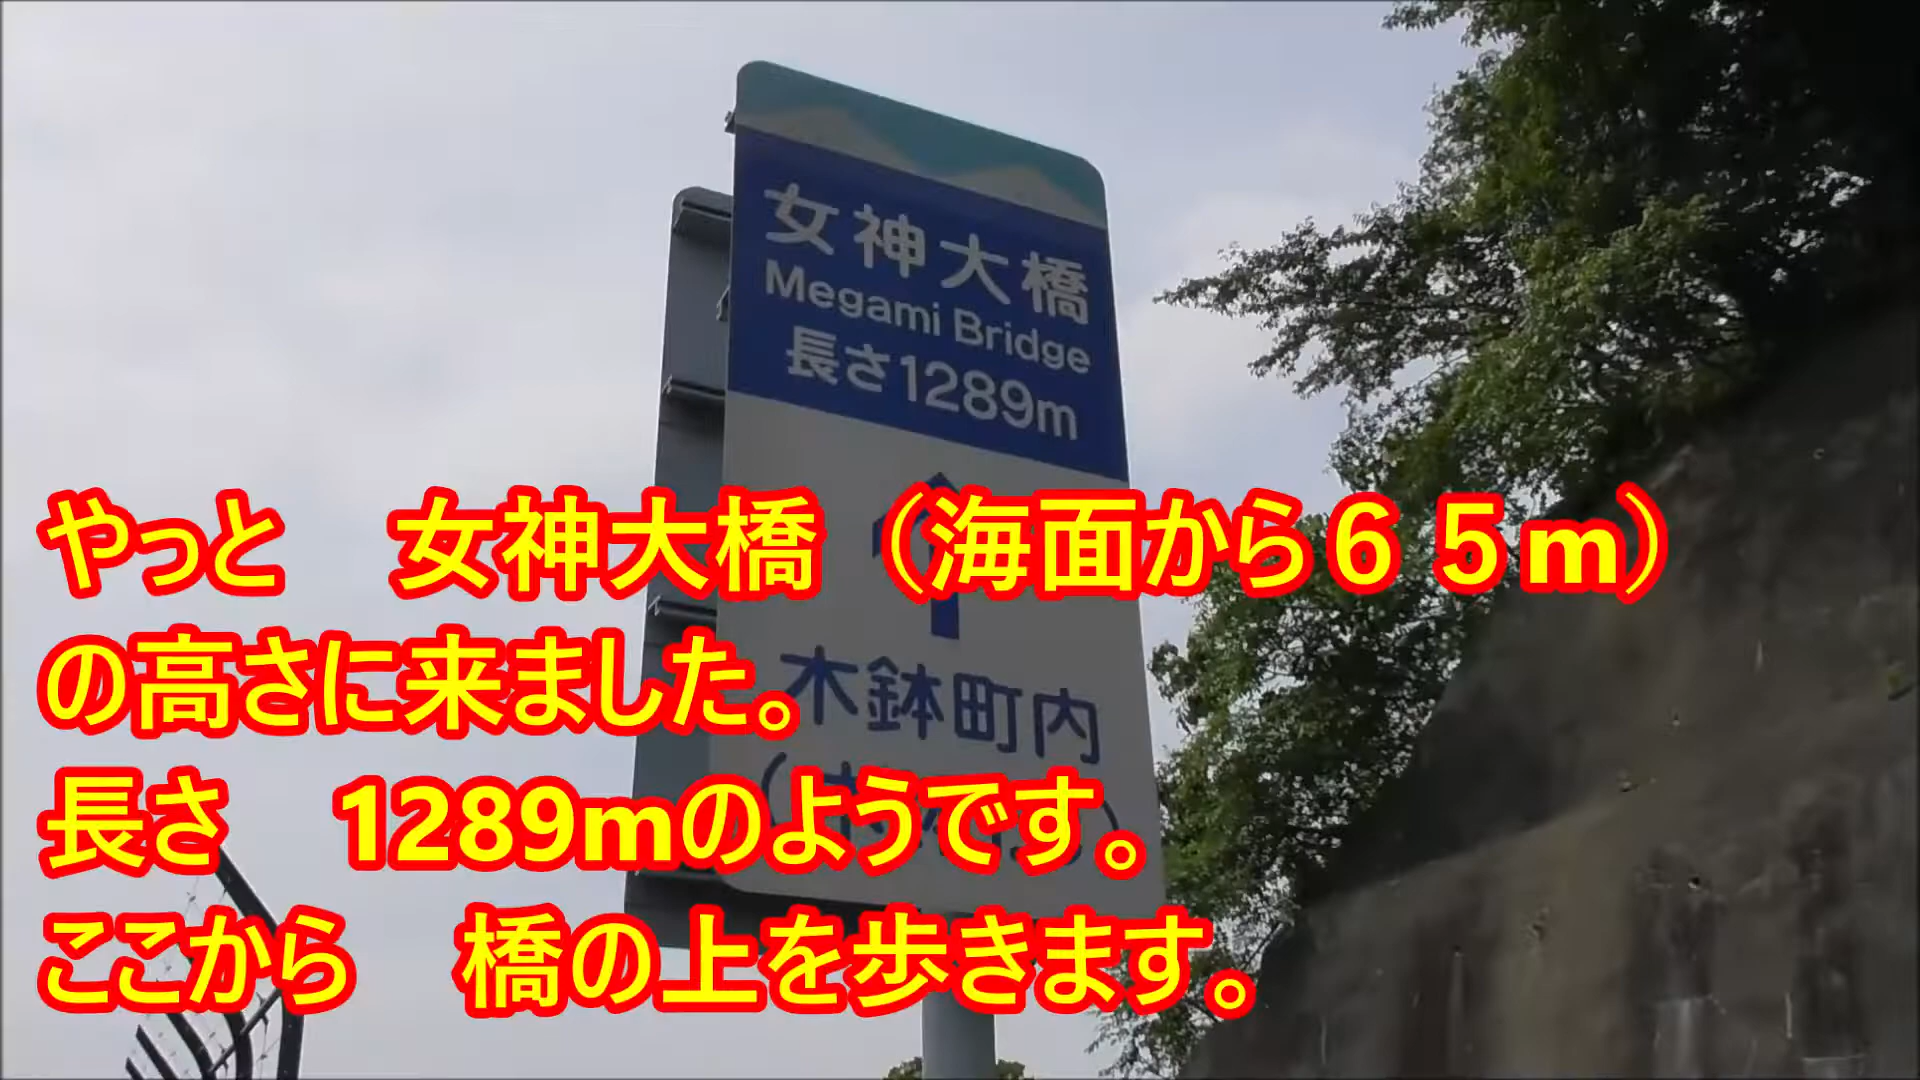 女神大橋
Megami Bridge
長さ1289m
木鉢町内
やっと　女神大橋（海面から６５m）
の高さに来ました。
長さ　1289mのようです。
ここから　橋の上を歩きます。